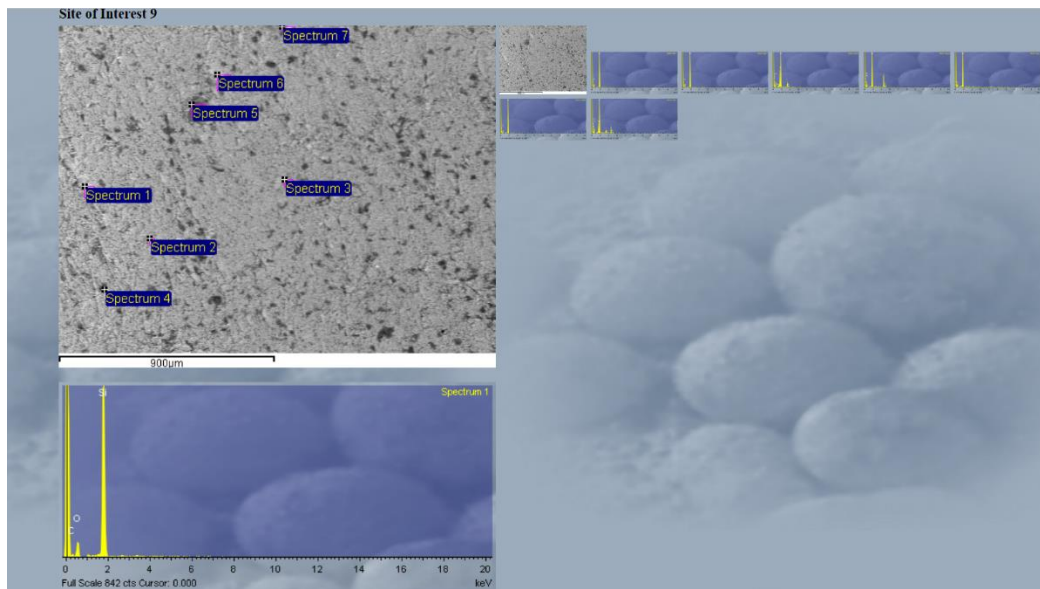 Site of Interest 9
Spectrum 7
Spectrum 6
Spectrum 5
Spectrum 1
Spectrum 3
Spectrum 2
Spectrum 4
900µm
Si
Spectrum 1
O
C
0 2 4 6 8 10 12 14 16 18 20
Full Scale 842 cts Cursor: 0.000 keV